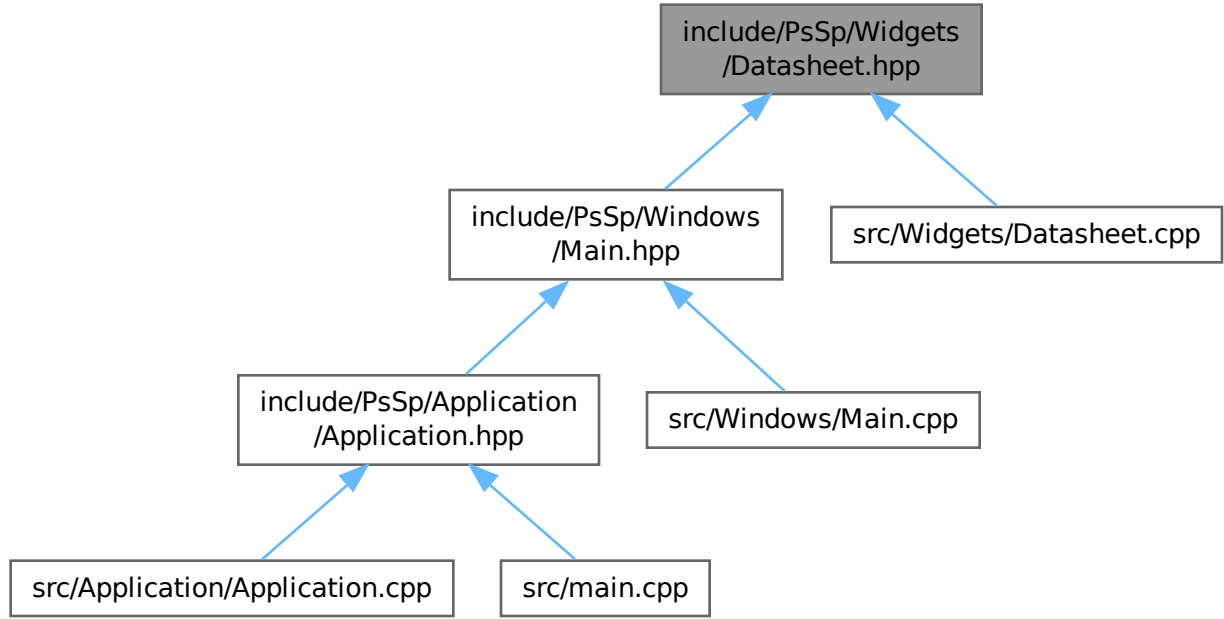 include/PsSp/Widgets
/Datasheet.hpp
include/PsSp/Windows
/Main.hpp
src/Widgets/Datasheet.cpp
include/PsSp/Application
/Application.hpp
src/Windows/Main.cpp
src/Application/Application.cpp
src/main.cpp